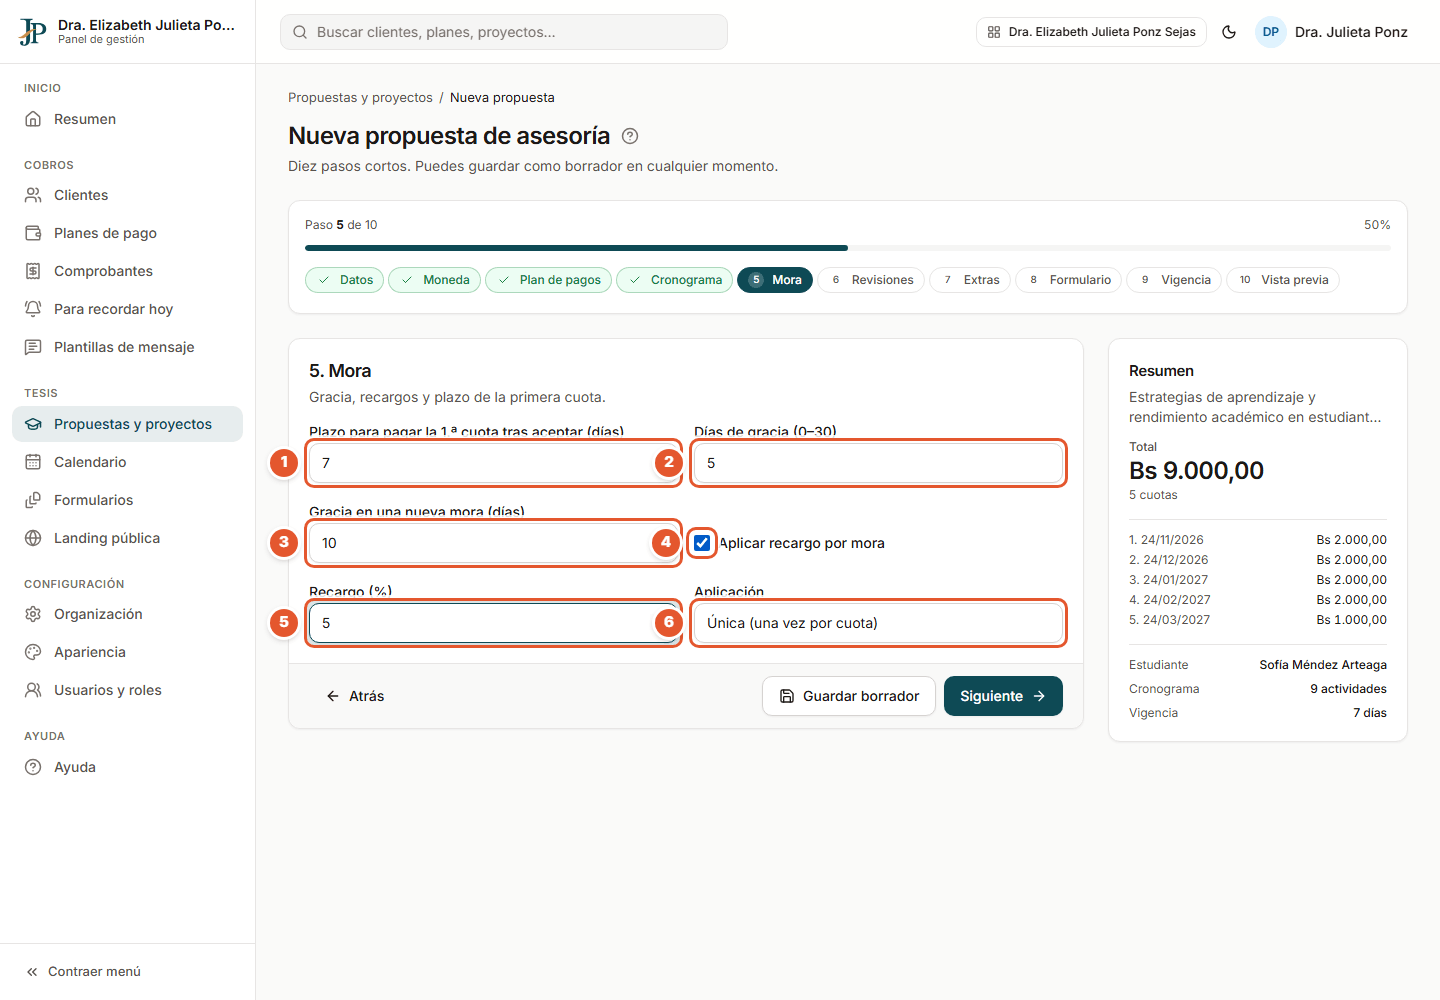 JP
Dra. Elizabeth Julieta Po...
Panel de gestión
Buscar clientes, planes, proyectos...
Dra. Elizabeth Julieta Ponz Sejas
DP
Dra. Julieta Ponz
INICIO
Resumen
COBROS
Clientes
Planes de pago
Comprobantes
Para recordar hoy
Plantillas de mensaje
TESIS
Propuestas y proyectos
Calendario
Formularios
Landing pública
CONFIGURACIÓN
Organización
Apariencia
Usuarios y roles
AYUDA
Ayuda
Contraer menú
Propuestas y proyectos / Nueva propuesta
Nueva propuesta de asesoría
Diez pasos cortos. Puedes guardar como borrador en cualquier momento.
Paso 5 de 10
50%
Datos
Moneda
Plan de pagos
Cronograma
5 Mora
6 Revisiones
7 Extras
8 Formulario
9 Vigencia
10 Vista previa
5. Mora
Gracia, recargos y plazo de la primera cuota.
Plazo para pagar la 1.ª cuota tras aceptar (días)
1
7
Días de gracia (0–30)
2
5
Gracia en una nueva mora (días)
3
10
4
Aplicar recargo por mora
Recargo (%)
5
5
Aplicación
6
Única (una vez por cuota)
Atrás
Guardar borrador
Siguiente
Resumen
Estrategias de aprendizaje y
rendimiento académico en estudiant...
Total
Bs 9.000,00
5 cuotas
1. 24/11/2026 Bs 2.000,00
2. 24/12/2026 Bs 2.000,00
3. 24/01/2027 Bs 2.000,00
4. 24/02/2027 Bs 2.000,00
5. 24/03/2027 Bs 1.000,00
Estudiante Sofía Méndez Arteaga
Cronograma 9 actividades
Vigencia 7 días